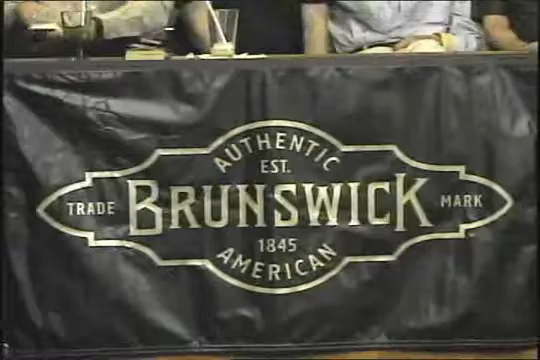 AUTHENTIC
EST.
TRADE BRUNSWICK MARK
1845
AMERICAN